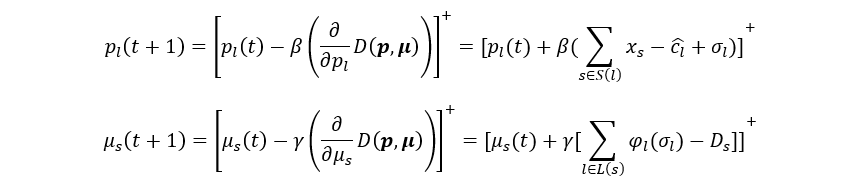 p_l(t + 1) = [p_l(t) − β (∂/∂p_l D(p, μ))]^+ = [p_l(t) + β(∑_{s∈S(l)} x_s − ĉ_l + σ_l)]^+
μ_s(t + 1) = [μ_s(t) − γ (∂/∂μ_s D(p, μ))]^+ = [μ_s(t) + γ[∑_{l∈L(s)} φ_l(σ_l) − D_s]]^+